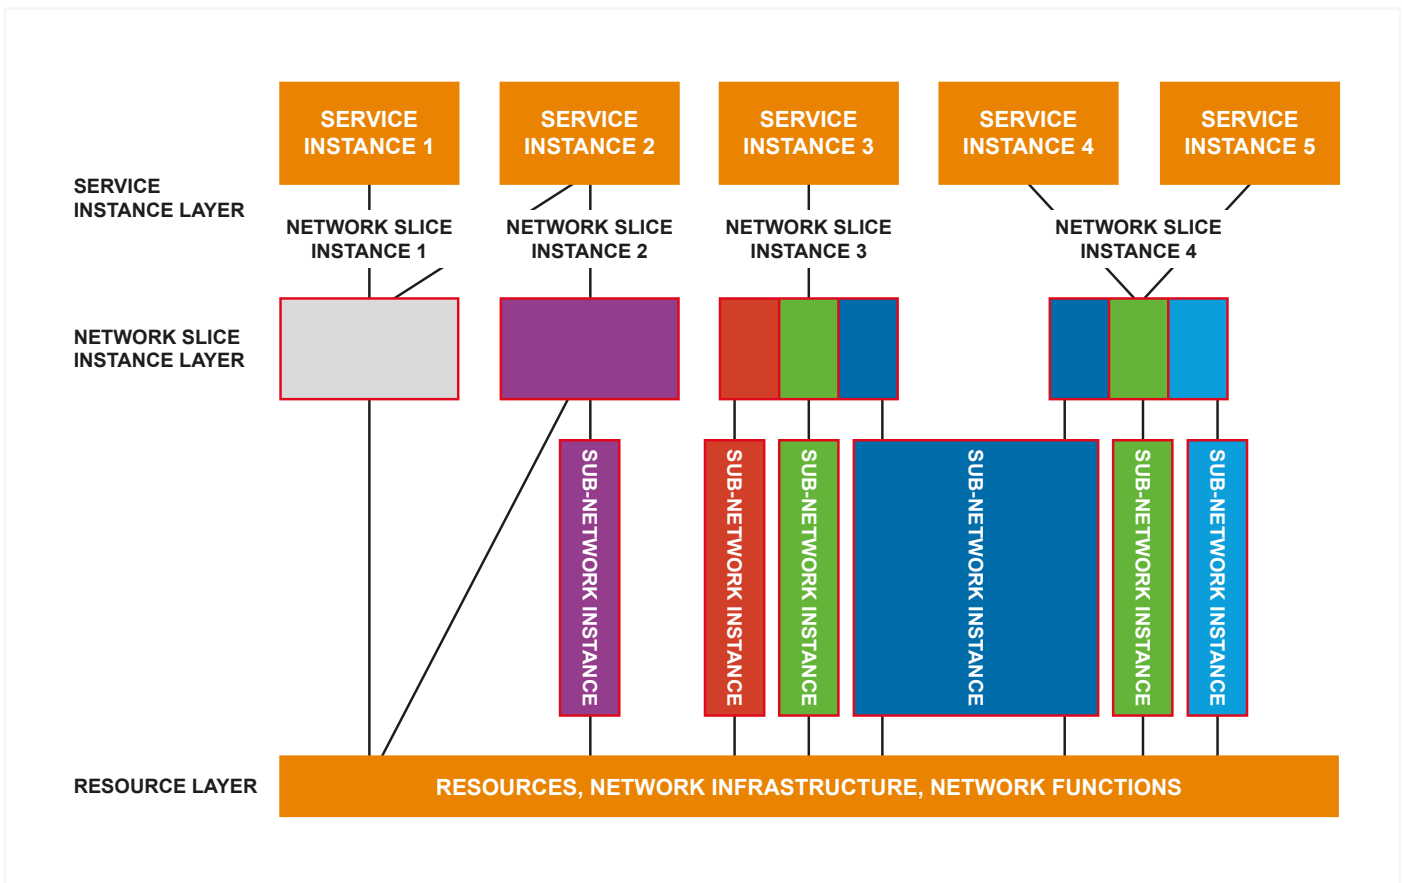 SERVICE
INSTANCE 1
SERVICE
INSTANCE 2
SERVICE
INSTANCE 3
SERVICE
INSTANCE 4
SERVICE
INSTANCE 5
SERVICE
INSTANCE LAYER
NETWORK SLICE
INSTANCE 1
NETWORK SLICE
INSTANCE 2
NETWORK SLICE
INSTANCE 3
NETWORK SLICE
INSTANCE 4
NETWORK SLICE
INSTANCE LAYER
SUB-NETWORK INSTANCE
SUB-NETWORK INSTANCE
SUB-NETWORK INSTANCE
SUB-NETWORK INSTANCE
SUB-NETWORK INSTANCE
SUB-NETWORK INSTANCE
RESOURCE LAYER
RESOURCES, NETWORK INFRASTRUCTURE, NETWORK FUNCTIONS